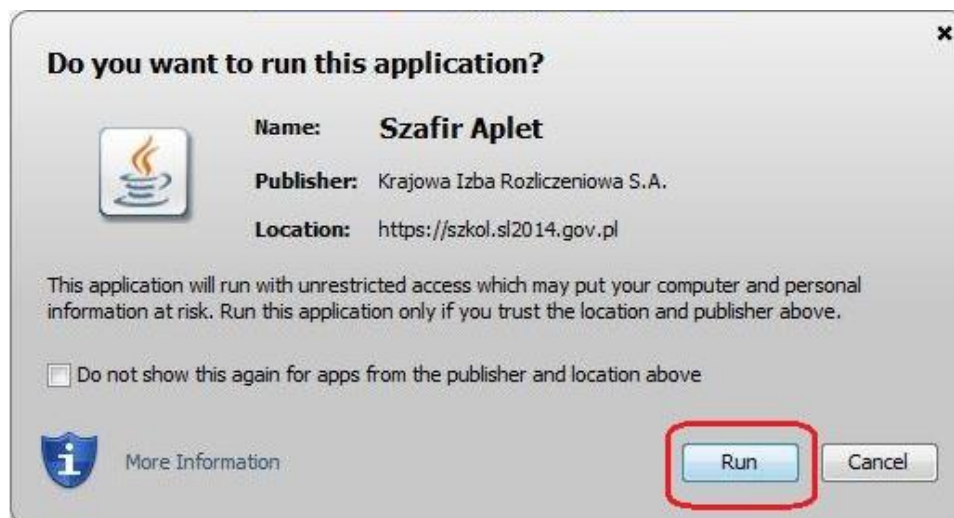 Do you want to run this application?
Name: Szafir Aplet
Publisher: Krajowa Izba Rozliczeniowa S.A.
Location: https://szkol.sl2014.gov.pl
This application will run with unrestricted access which may put your computer and personal
information at risk. Run this application only if you trust the location and publisher above.
Do not show this again for apps from the publisher and location above
More Information
Run
Cancel